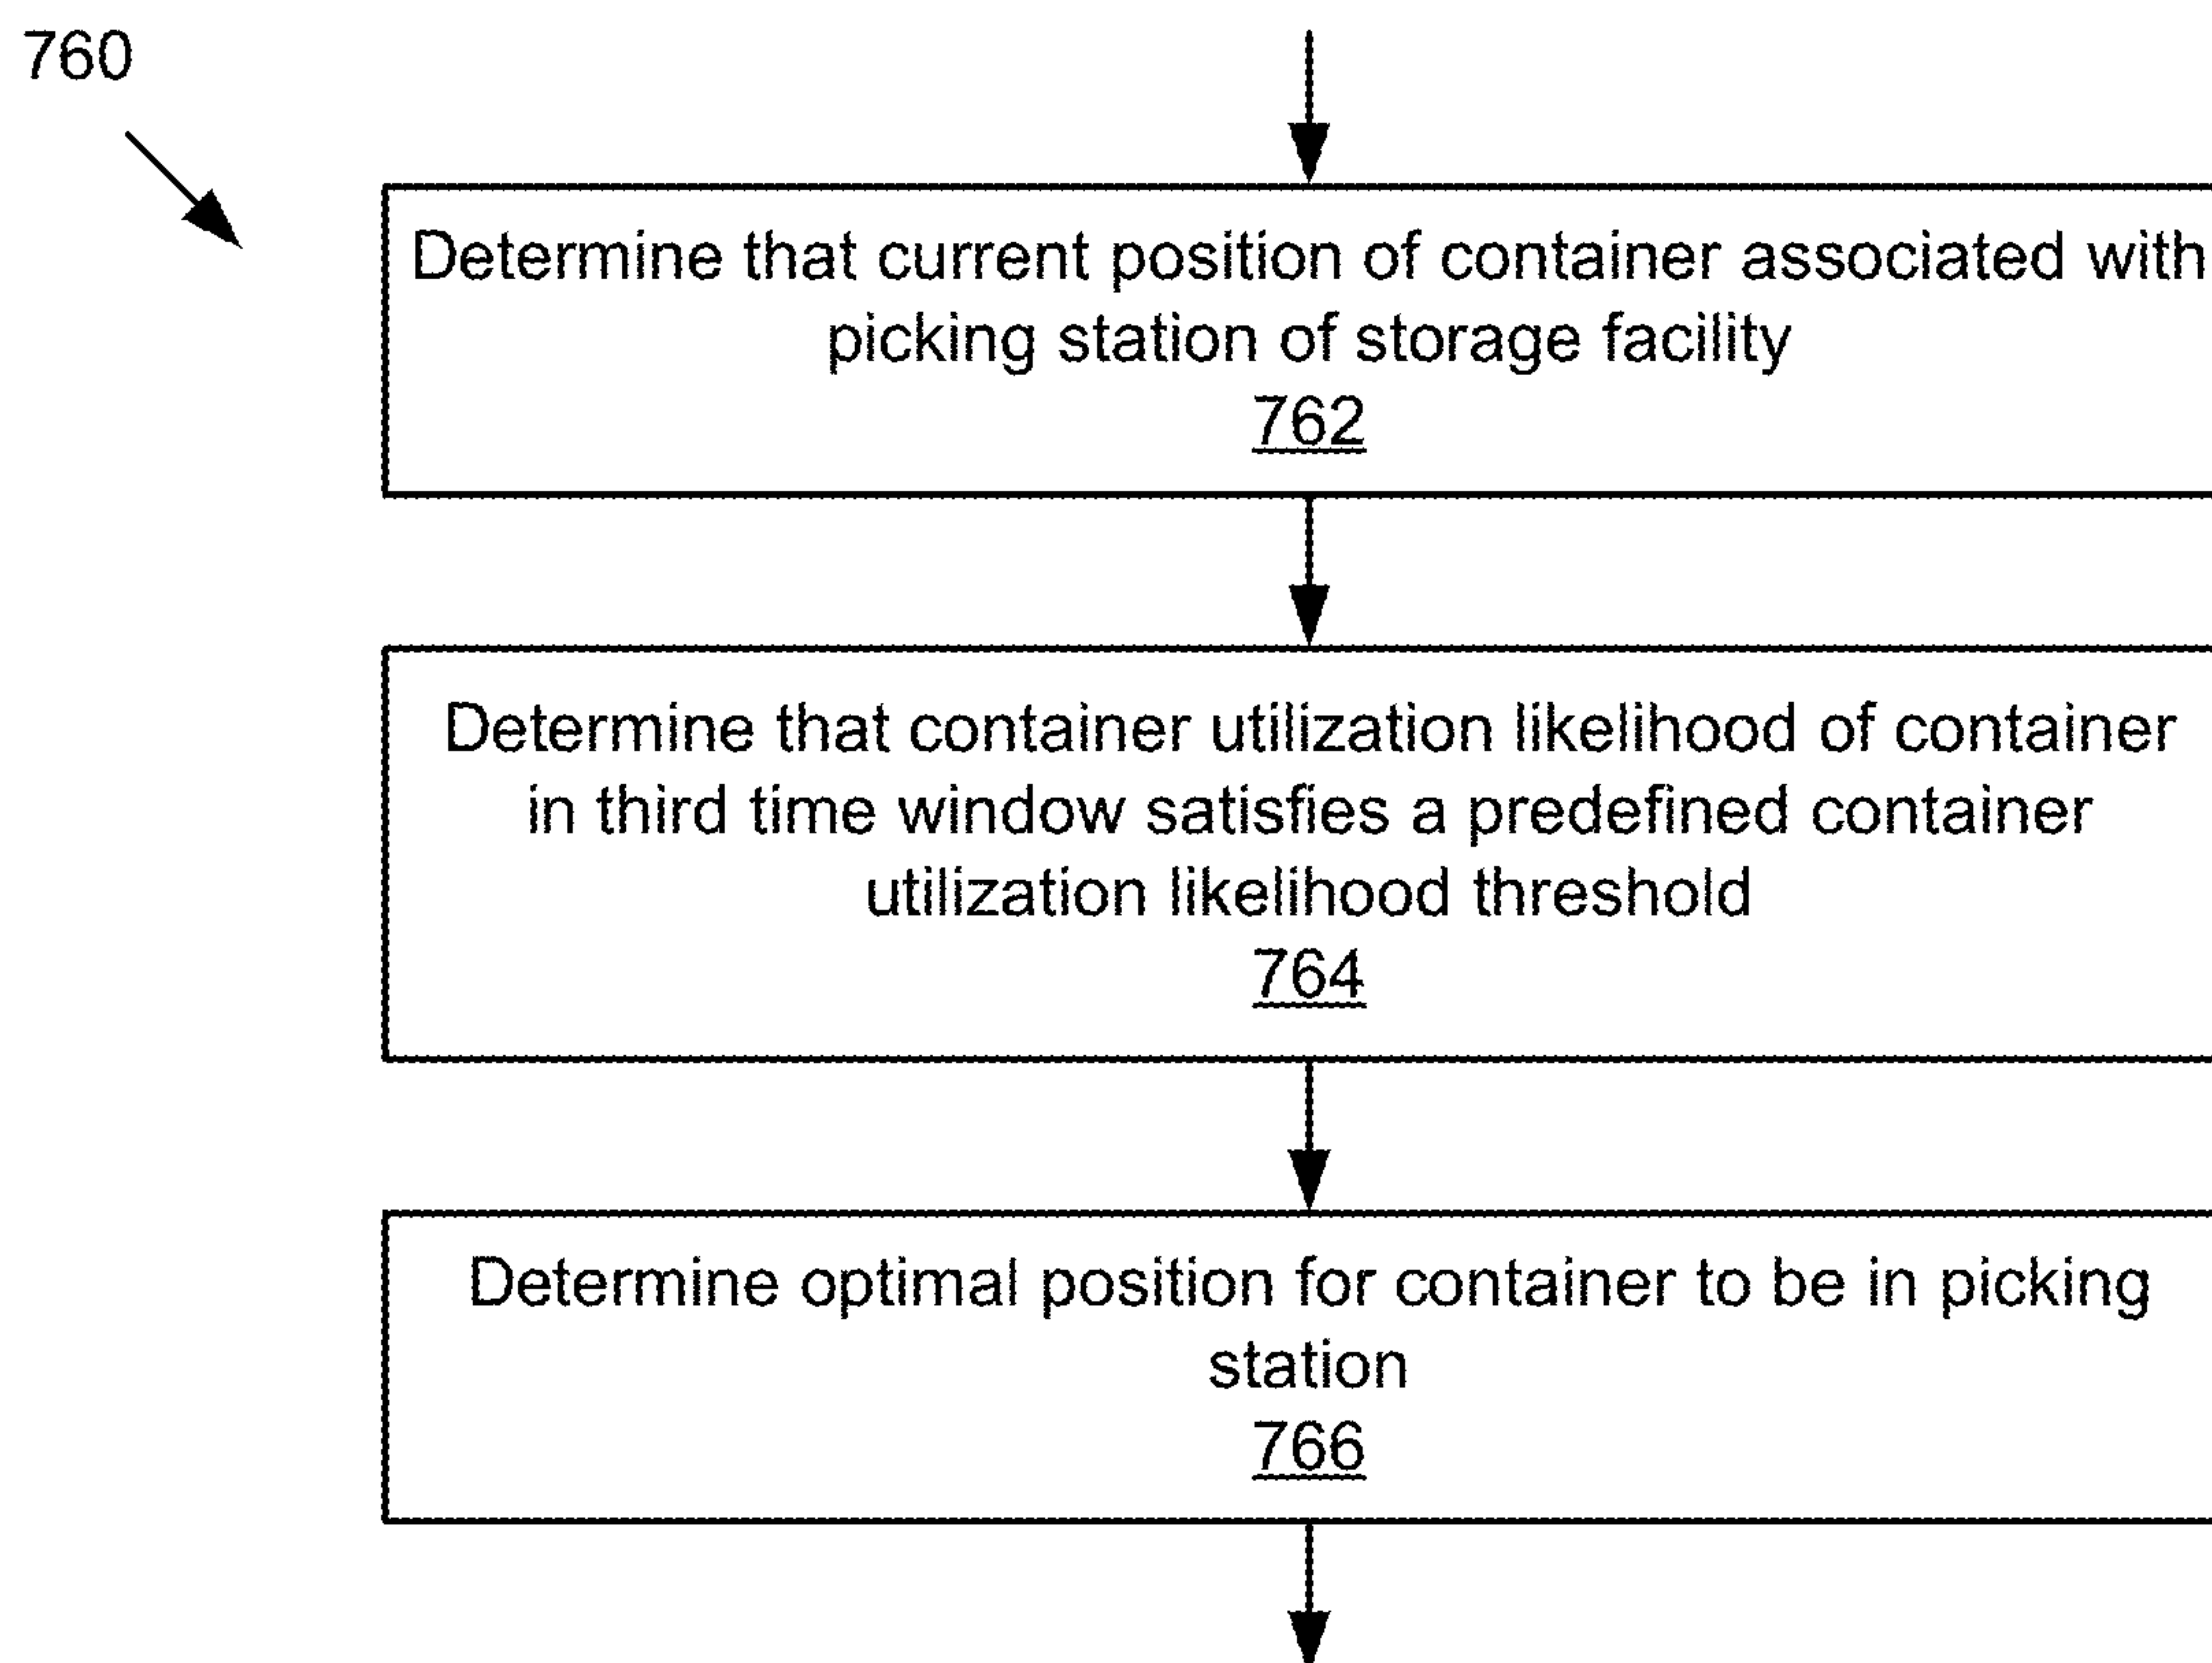 760
Determine that current position of container associated with
picking station of storage facility
762
Determine that container utilization likelihood of container
in third time window satisfies a predefined container
utilization likelihood threshold
764
Determine optimal position for container to be in picking
station
766